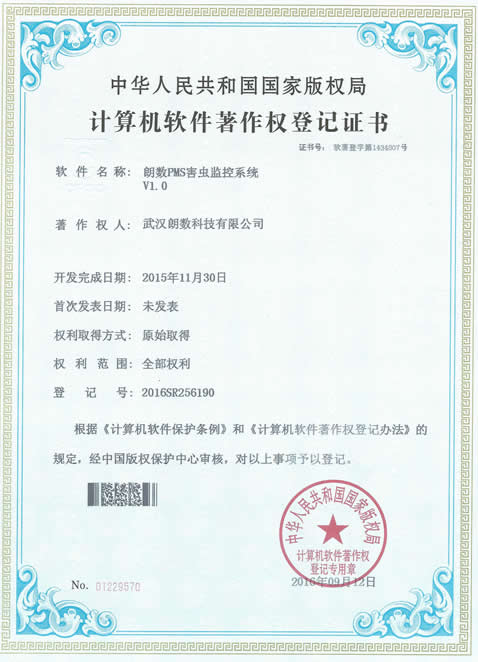 中华人民共和国国家版权局
计算机软件著作权登记证书
证书号： 软著登字第1434807号
软件名称： 朗数PMS害虫监控系统
V1.0
著作权人： 武汉朗数科技有限公司
开发完成日期： 2015年11月30日
首次发表日期： 未发表
权利取得方式： 原始取得
权利范围： 全部权利
登记号： 2016SR256190
根据《计算机软件保护条例》和《计算机软件著作权登记办法》的
规定，经中国版权保护中心审核，对以上事项予以登记。
中华人民共和国国家版权局
计算机软件著作权
登记专用章
2016年09月12日
No. 01229570